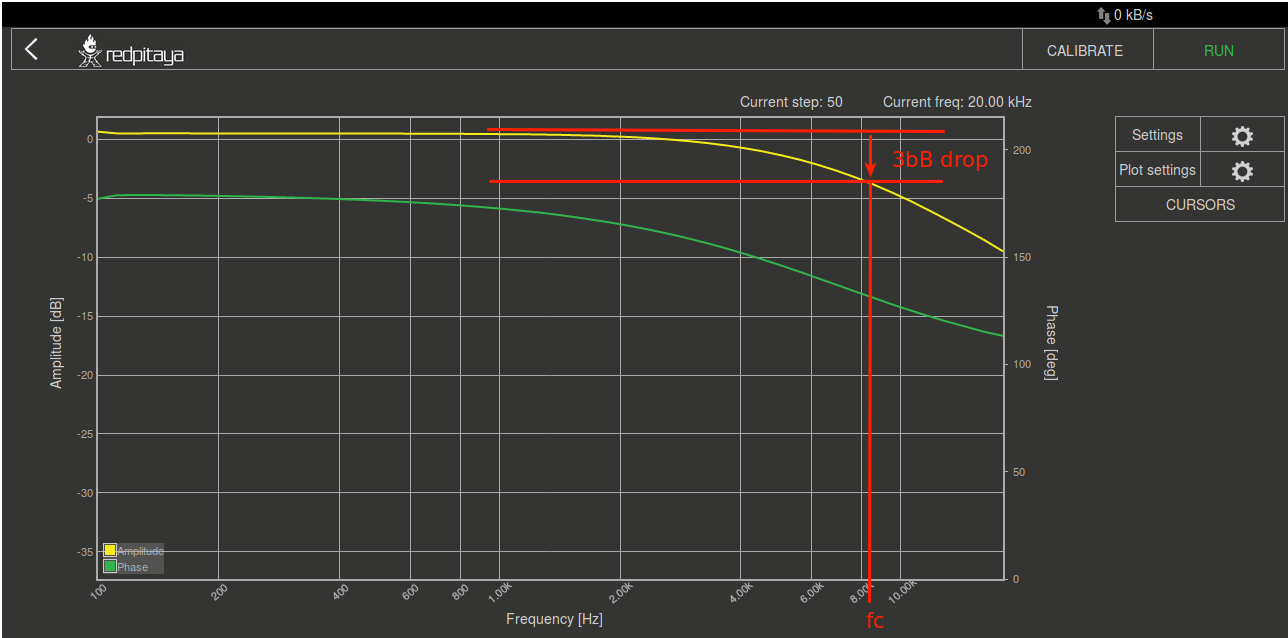 0 kB/s
redpitaya
CALIBRATE
RUN
Current step: 50
Current freq: 20.00 kHz
Settings
Plot settings
CURSORS
3bB drop
0
-5
-10
-15
-20
-25
-30
-35
Amplitude [dB]
200
150
100
50
0
Phase [deg]
Amplitude
Phase
100
200
400
600
800
1.00k
2.00k
4.00k
6.00k
8.00k
10.00k
Frequency [Hz]
fc